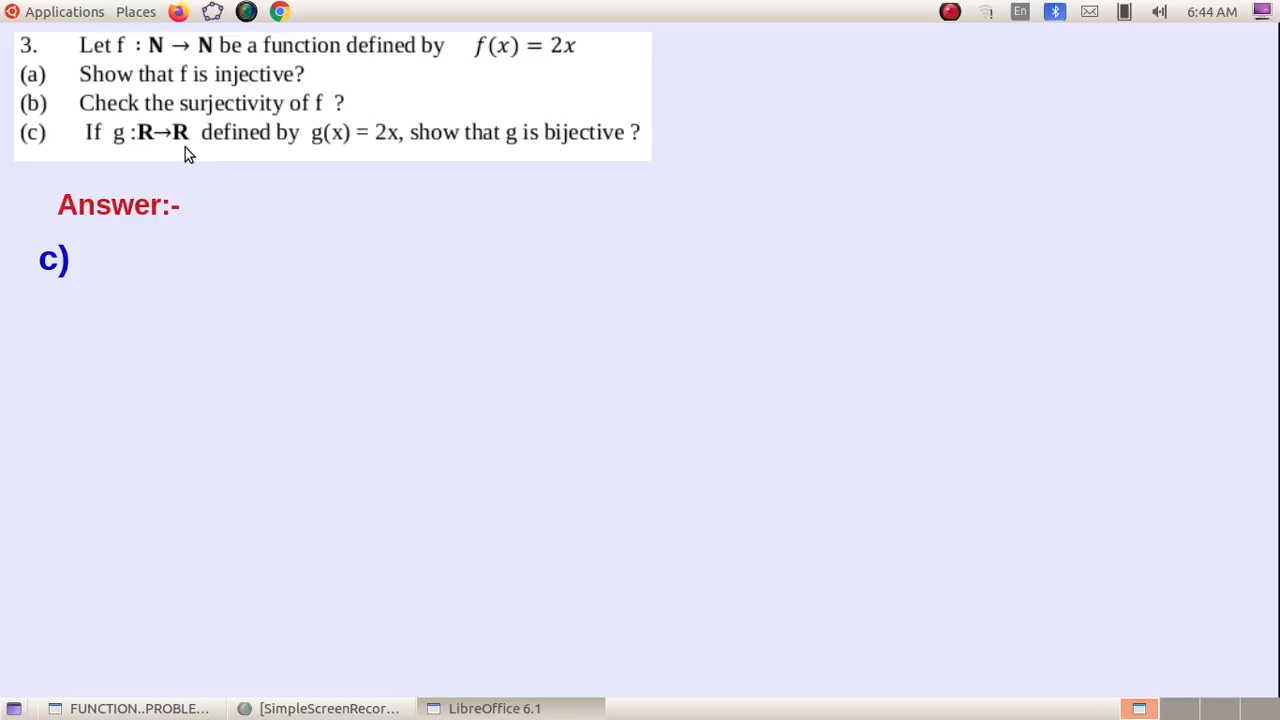 Applications Places En 6:44 AM
3. Let f : N → N be a function defined by f(x) = 2x
(a) Show that f is injective?
(b) Check the surjectivity of f ?
(c) If g :R→R defined by g(x) = 2x, show that g is bijective ?
Answer:-
c)
FUNCTION..PROBLE... [SimpleScreenRecor... LibreOffice 6.1